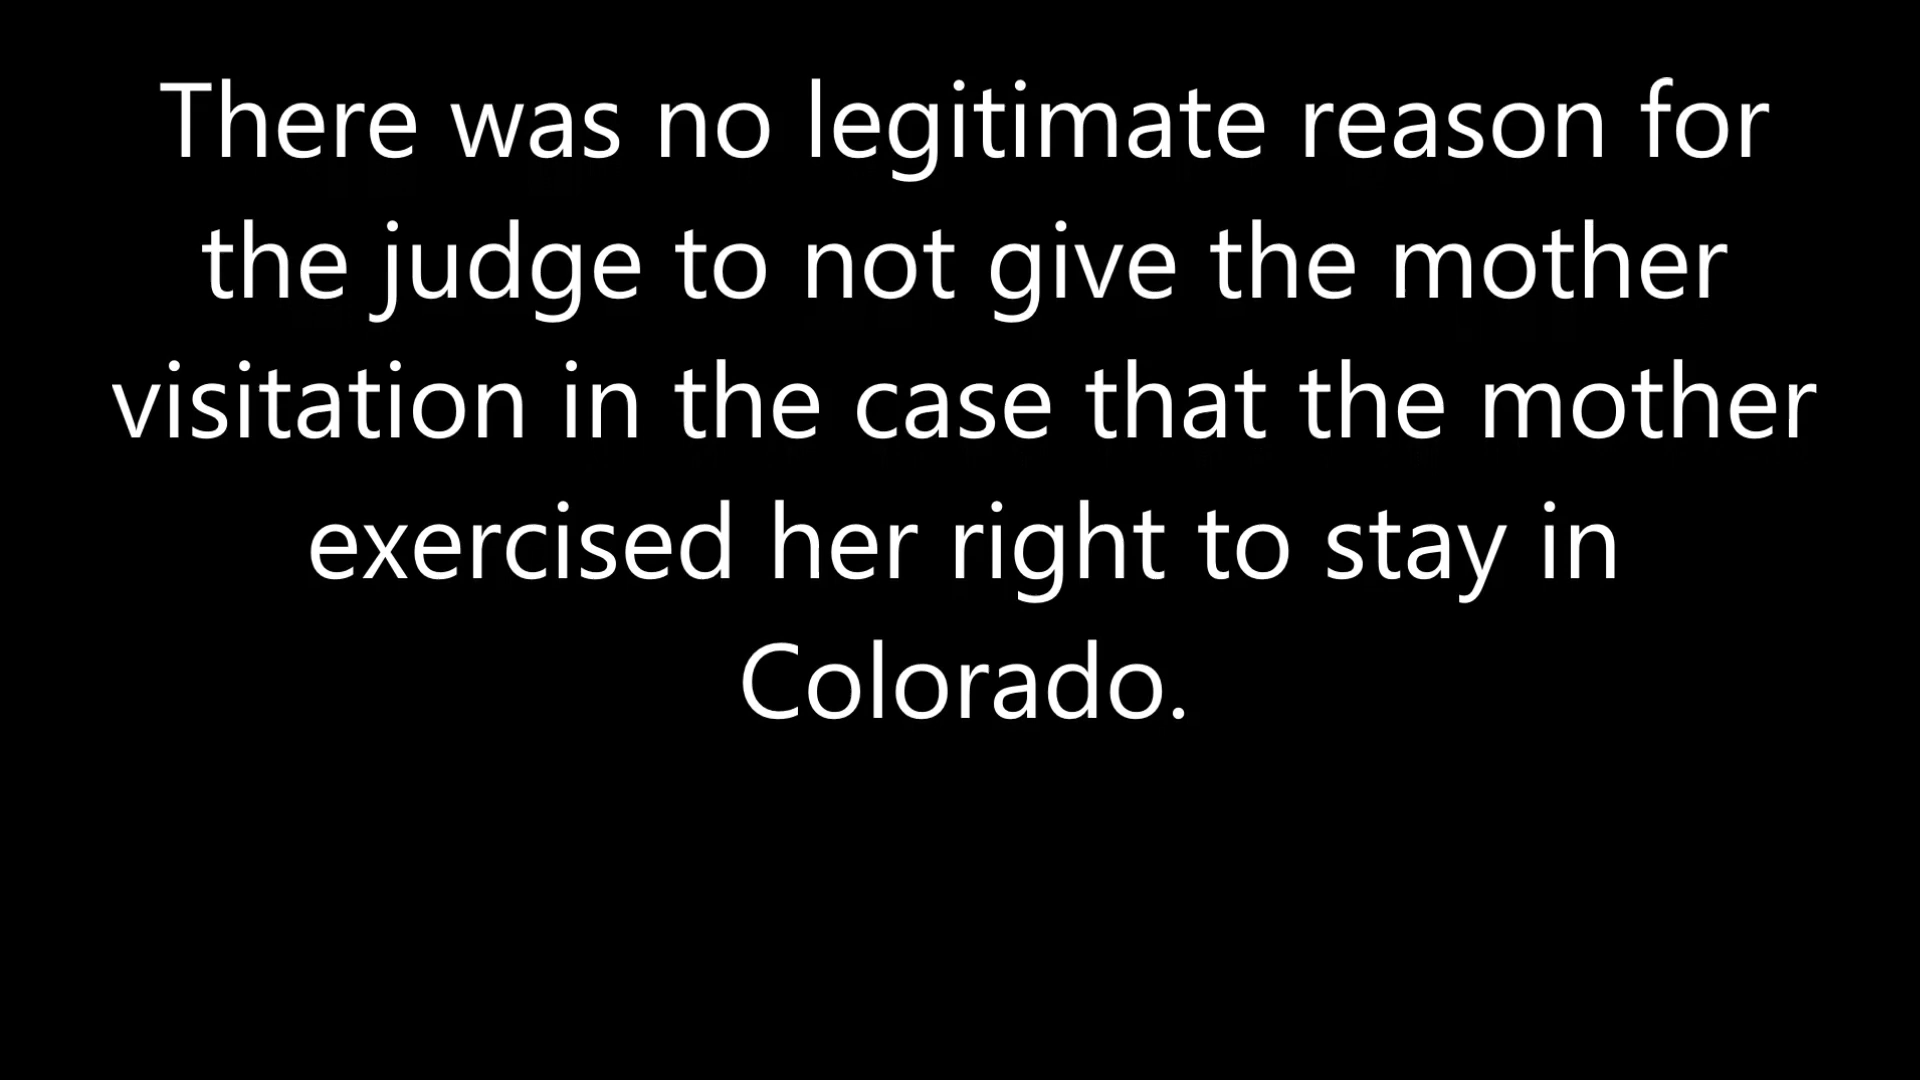 There was no legitimate reason for
the judge to not give the mother
visitation in the case that the mother
exercised her right to stay in
Colorado.